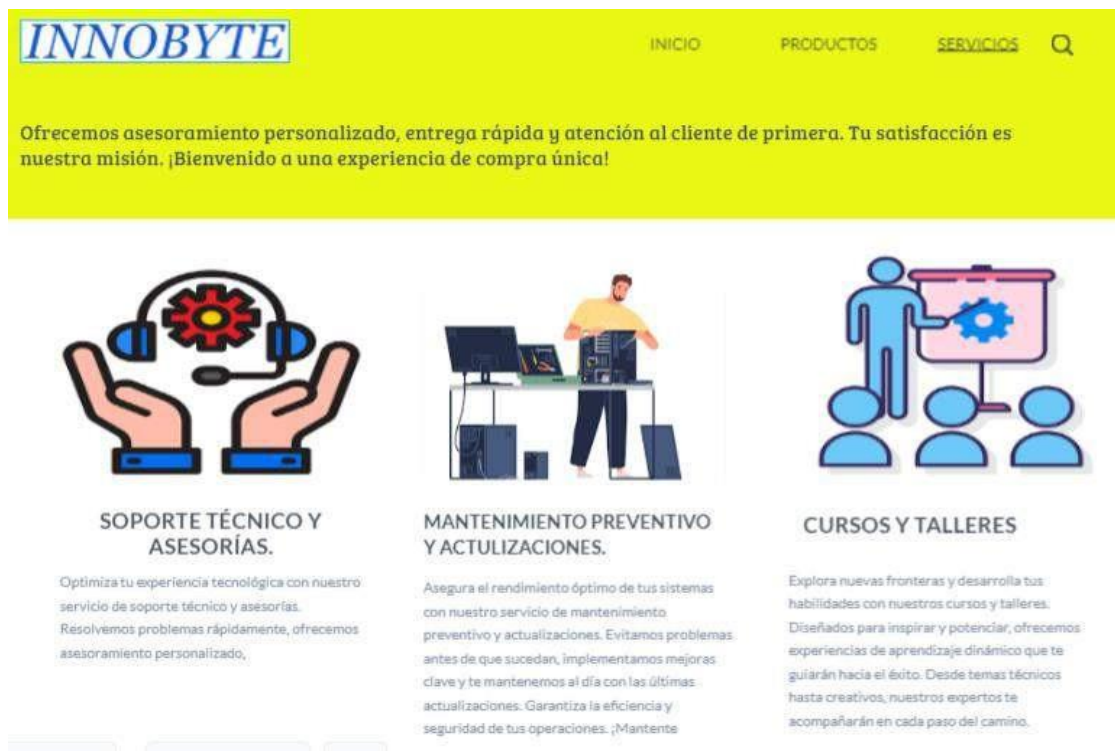 INNOBYTE
INICIO
PRODUCTOS
SERVICIOS
Ofrecemos asesoramiento personalizado, entrega rápida y atención al cliente de primera. Tu satisfacción es
nuestra misión. ¡Bienvenido a una experiencia de compra única!
SOPORTE TÉCNICO Y
ASESORÍAS.
Optimiza tu experiencia tecnológica con nuestro
servicio de soporte técnico y asesorías.
Resolvemos problemas rápidamente, ofrecemos
asesoramiento personalizado,
MANTENIMIENTO PREVENTIVO
Y ACTULIZACIONES.
Asegura el rendimiento óptimo de tus sistemas
con nuestro servicio de mantenimiento
preventivo y actualizaciones. Evitamos problemas
antes de que sucedan, implementamos mejoras
clave y te mantenemos al día con las últimas
actualizaciones. Garantiza la eficiencia y
seguridad de tus operaciones. ¡Mantente
CURSOS Y TALLERES
Explora nuevas fronteras y desarrolla tus
habilidades con nuestros cursos y talleres.
Diseñados para inspirar y potenciar, ofrecemos
experiencias de aprendizaje dinámico que te
guiarán hacia el éxito. Desde temas técnicos
hasta creativos, nuestros expertos te
acompañarán en cada paso del camino.